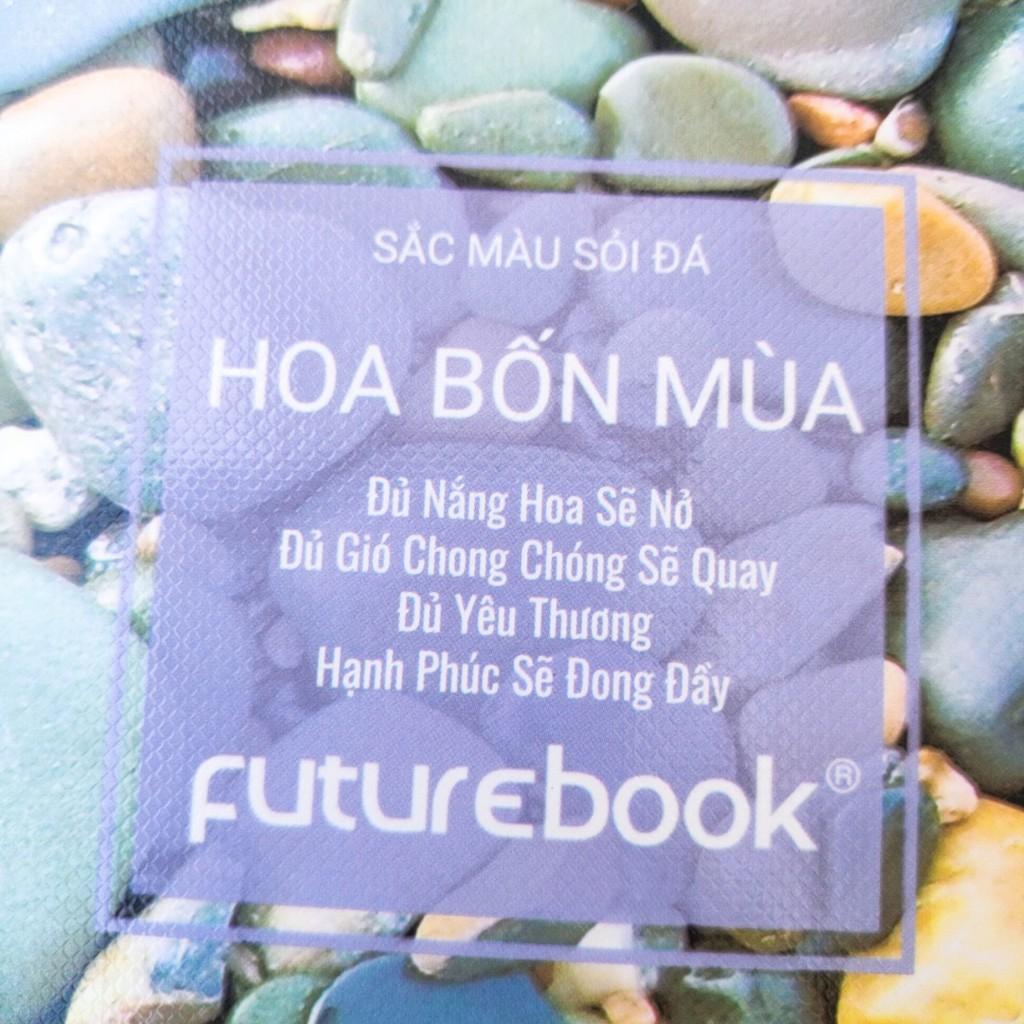 SẮC MÀU SỎI ĐÁ
HOA BỐN MÙA
Đủ Nắng Hoa Sẽ Nở
Đủ Gió Chong Chóng Sẽ Quay
Đủ Yêu Thương
Hạnh Phúc Sẽ Đong Đầy
futurebook®